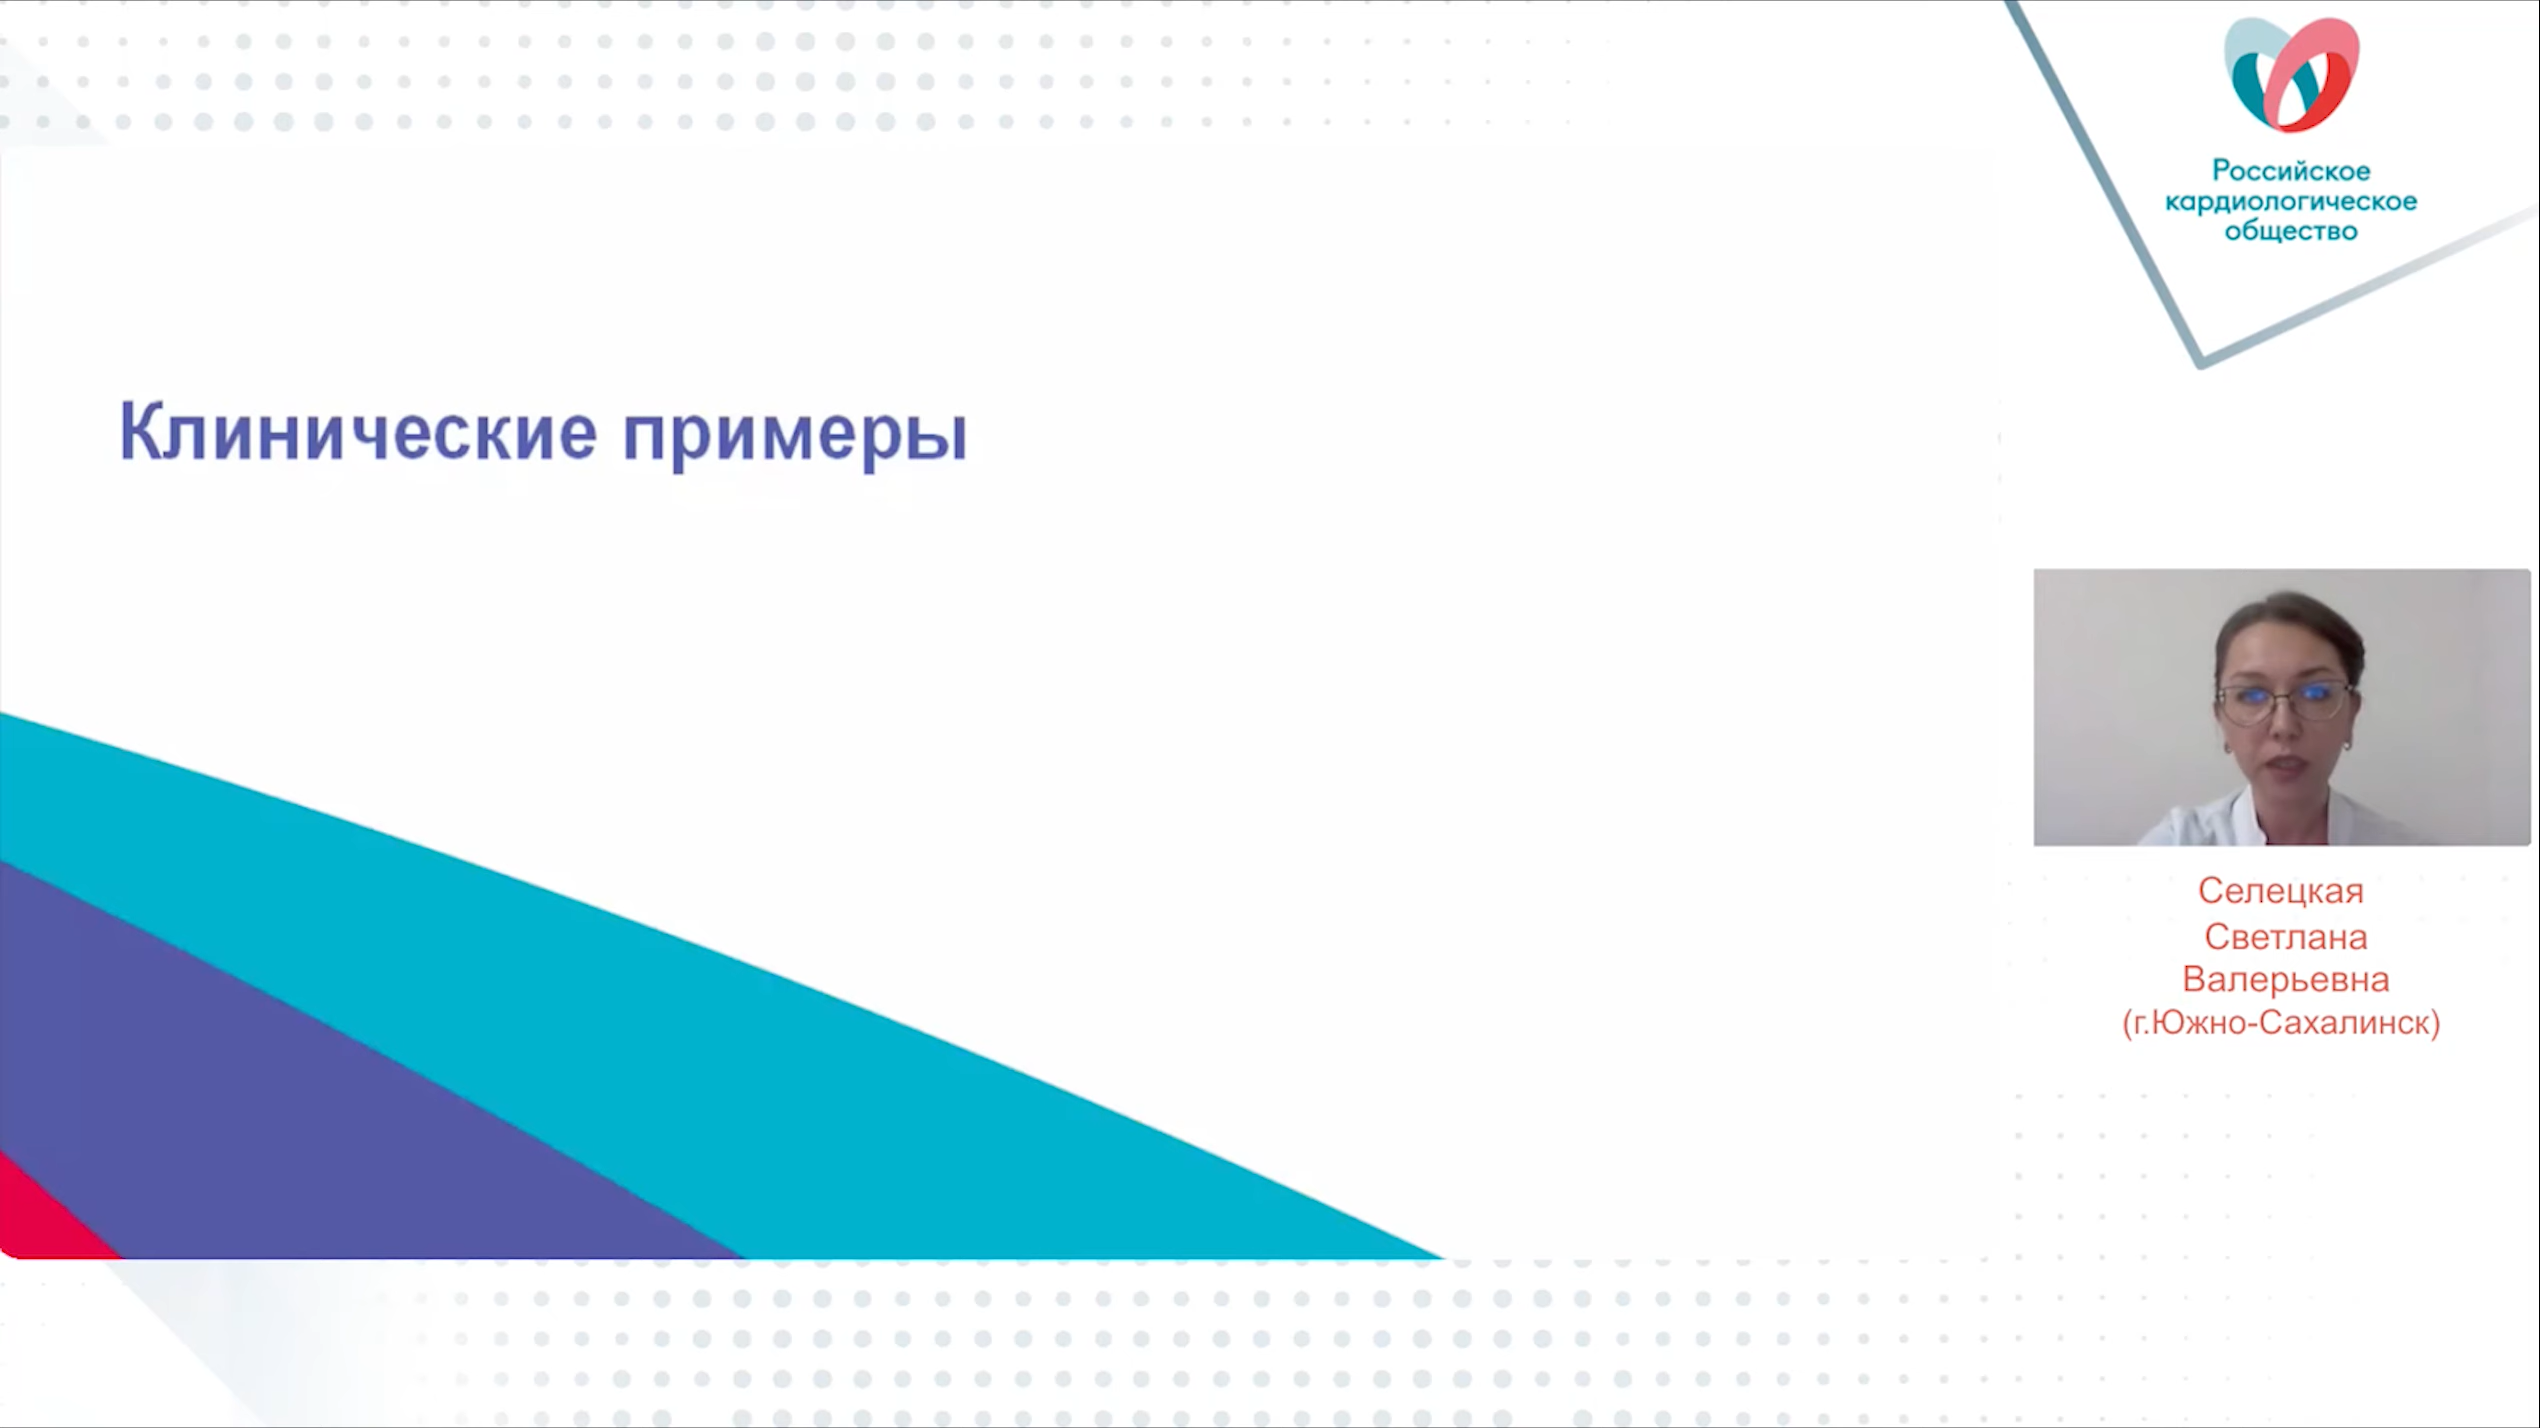 Российское
кардиологическое
общество
Клинические примеры
Селецкая
Светлана
Валерьевна
(г.Южно-Сахалинск)